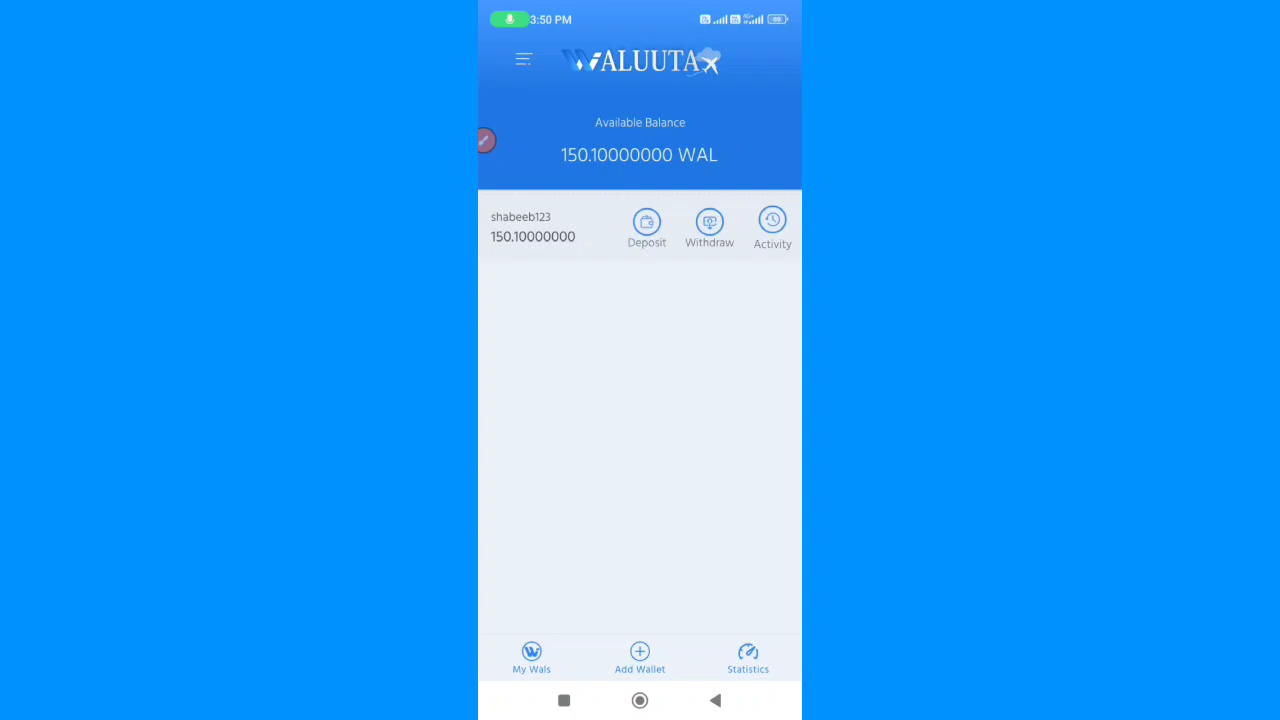 3:50 PM
WALUUTA
Available Balance
150.10000000 WAL
shabeeb123
150.10000000
Deposit
Withdraw
Activity
My Wals
Add Wallet
Statistics